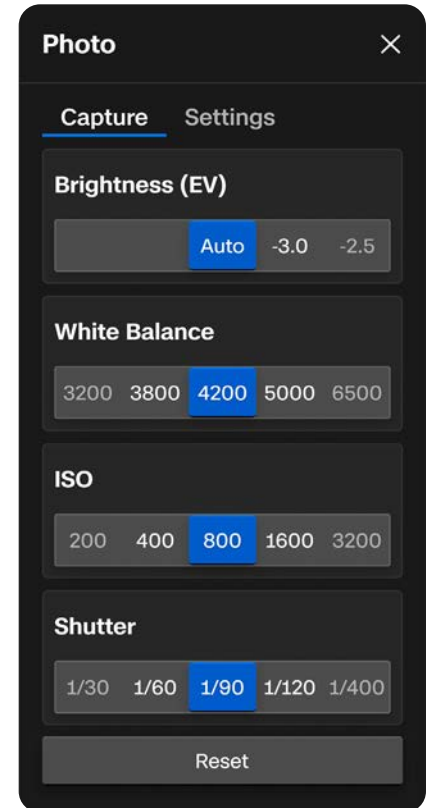 Photo
Capture Settings
Brightness (EV)
Auto -3.0 -2.5
White Balance
3200 3800 4200 5000 6500
ISO
200 400 800 1600 3200
Shutter
1/30 1/60 1/90 1/120 1/400
Reset